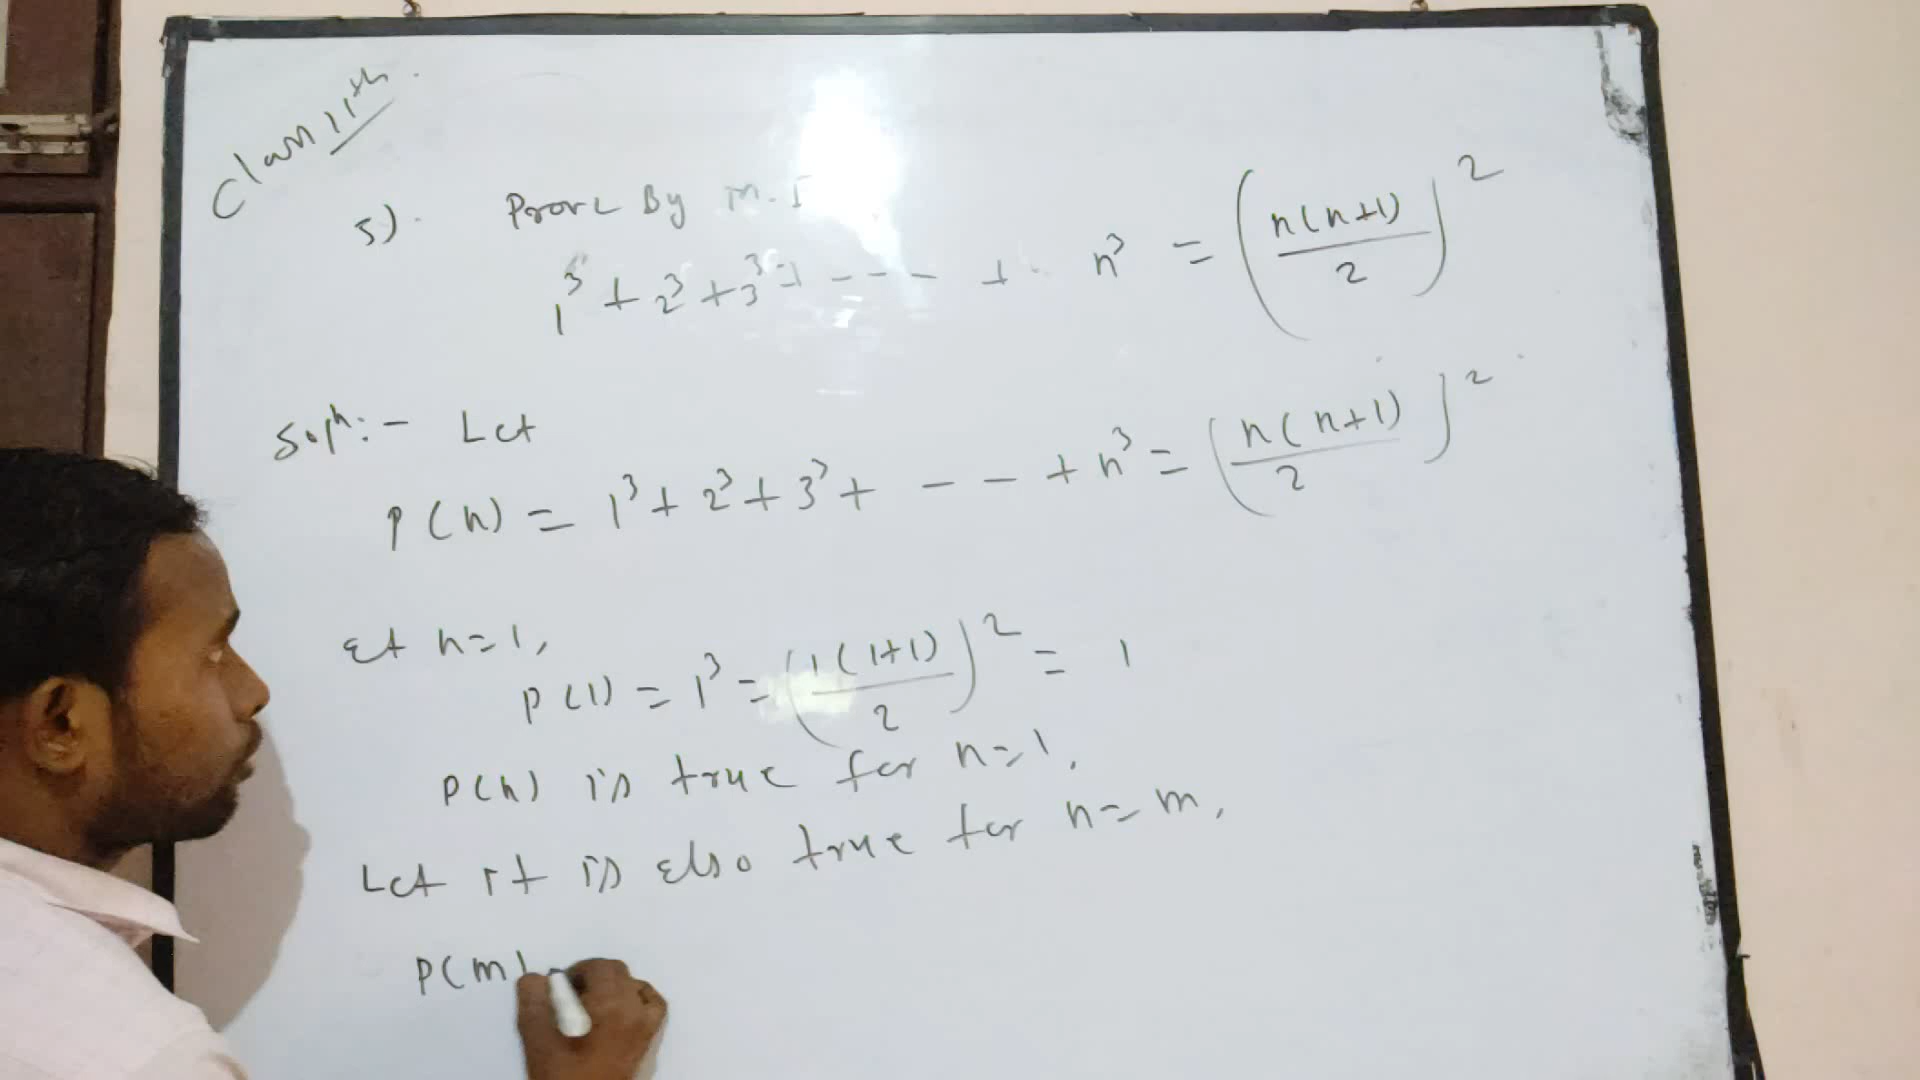 Class 11th.
5). Prove By M.I
1³ + 2³ + 3³ + - - - + n³ = (n(n+1)/2)²
Solⁿ:- Let
P(n) = 1³ + 2³ + 3³ + - - - + n³ = (n(n+1)/2)²
at n=1,
P(1) = 1³ = (1(1+1)/2)² = 1
P(n) is true for n=1,
Let it is also true for n=m,
P(m)